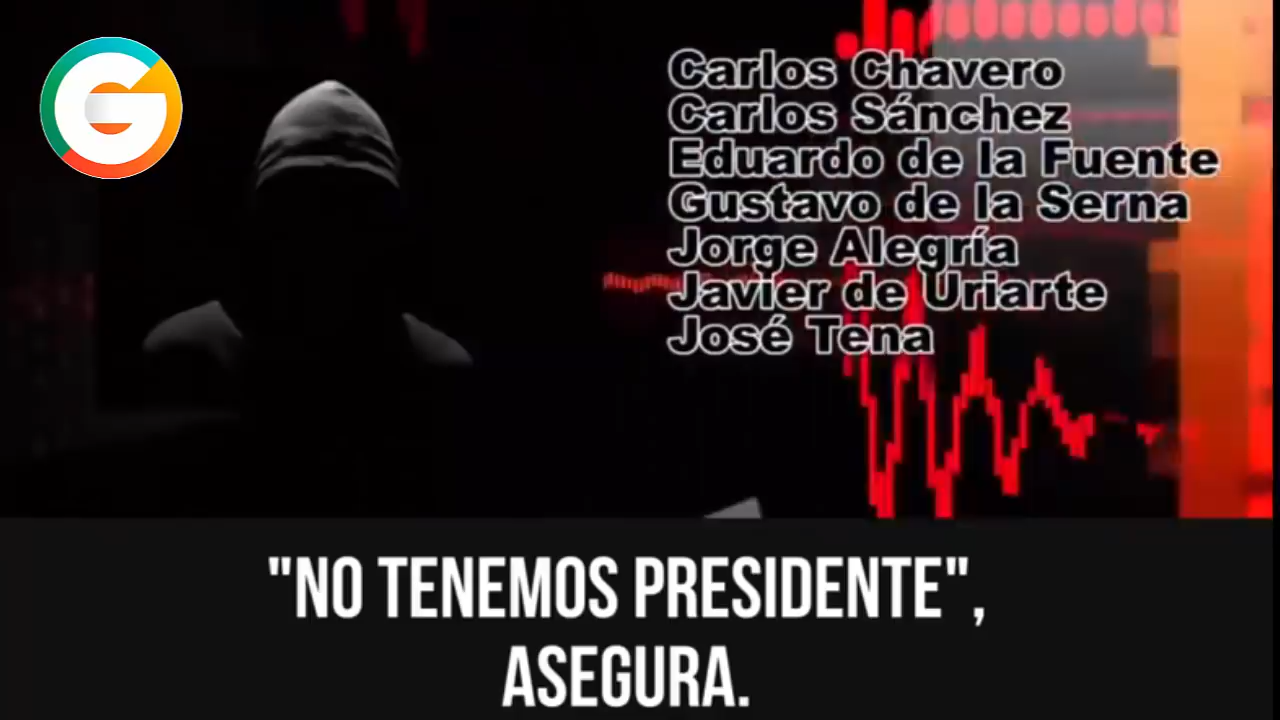 G
Carlos Chavero
Carlos Sánchez
Eduardo de la Fuente
Gustavo de la Serna
Jorge Alegría
Javier de Uriarte
José Tena
"NO TENEMOS PRESIDENTE",
ASEGURA.